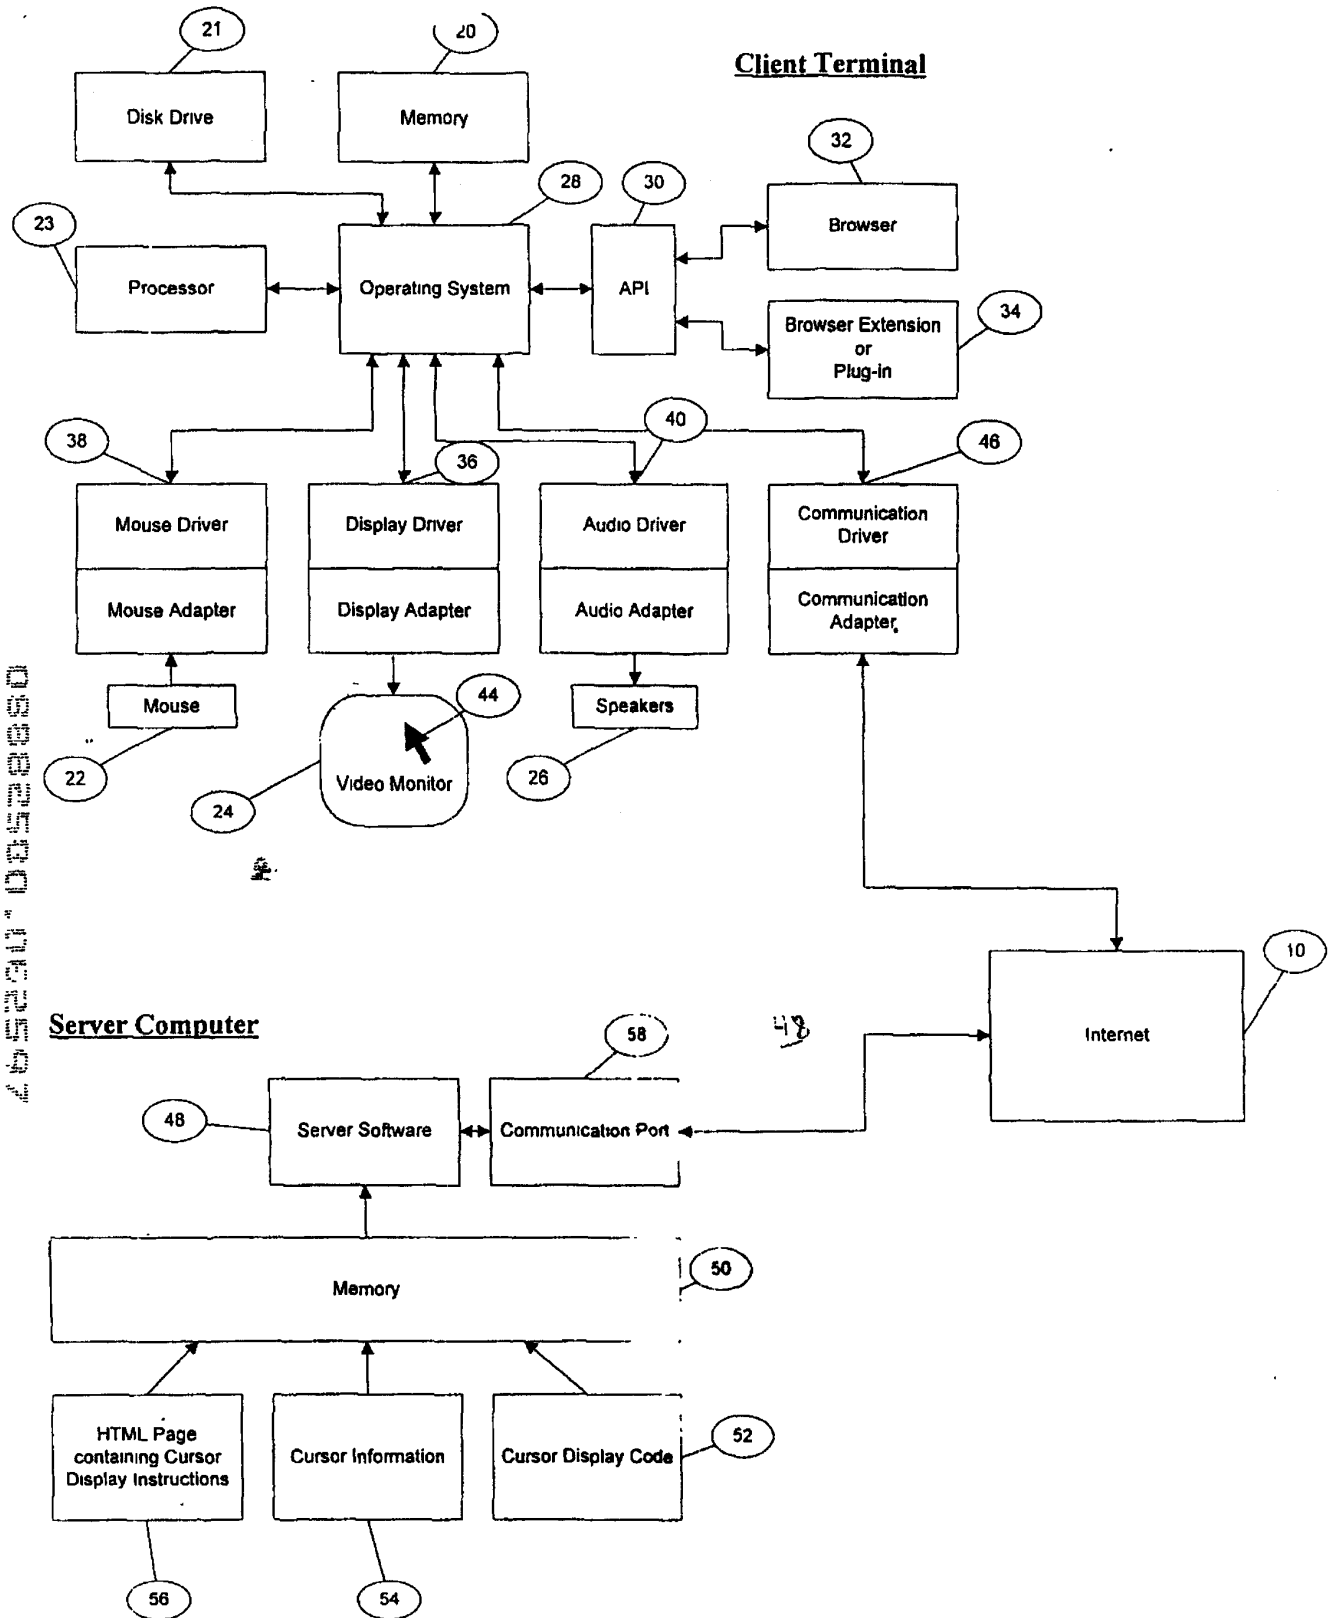 21
20
Client Terminal
Disk Drive
Memory
32
28
30
Browser
23
Processor
Operating System
API
34
Browser Extension
or
Plug-in
38
36
40
46
Mouse Driver
Display Driver
Audio Driver
Communication
Driver
Mouse Adapter
Display Adapter
Audio Adapter
Communication
Adapter
Mouse
44
Speakers
22
Video Monitor
24
26
10
Internet
Server Computer
58
48
48
Server Software
Communication Port
Memory
50
HTML Page
containing Cursor
Display Instructions
Cursor Information
Cursor Display Code
52
56
54